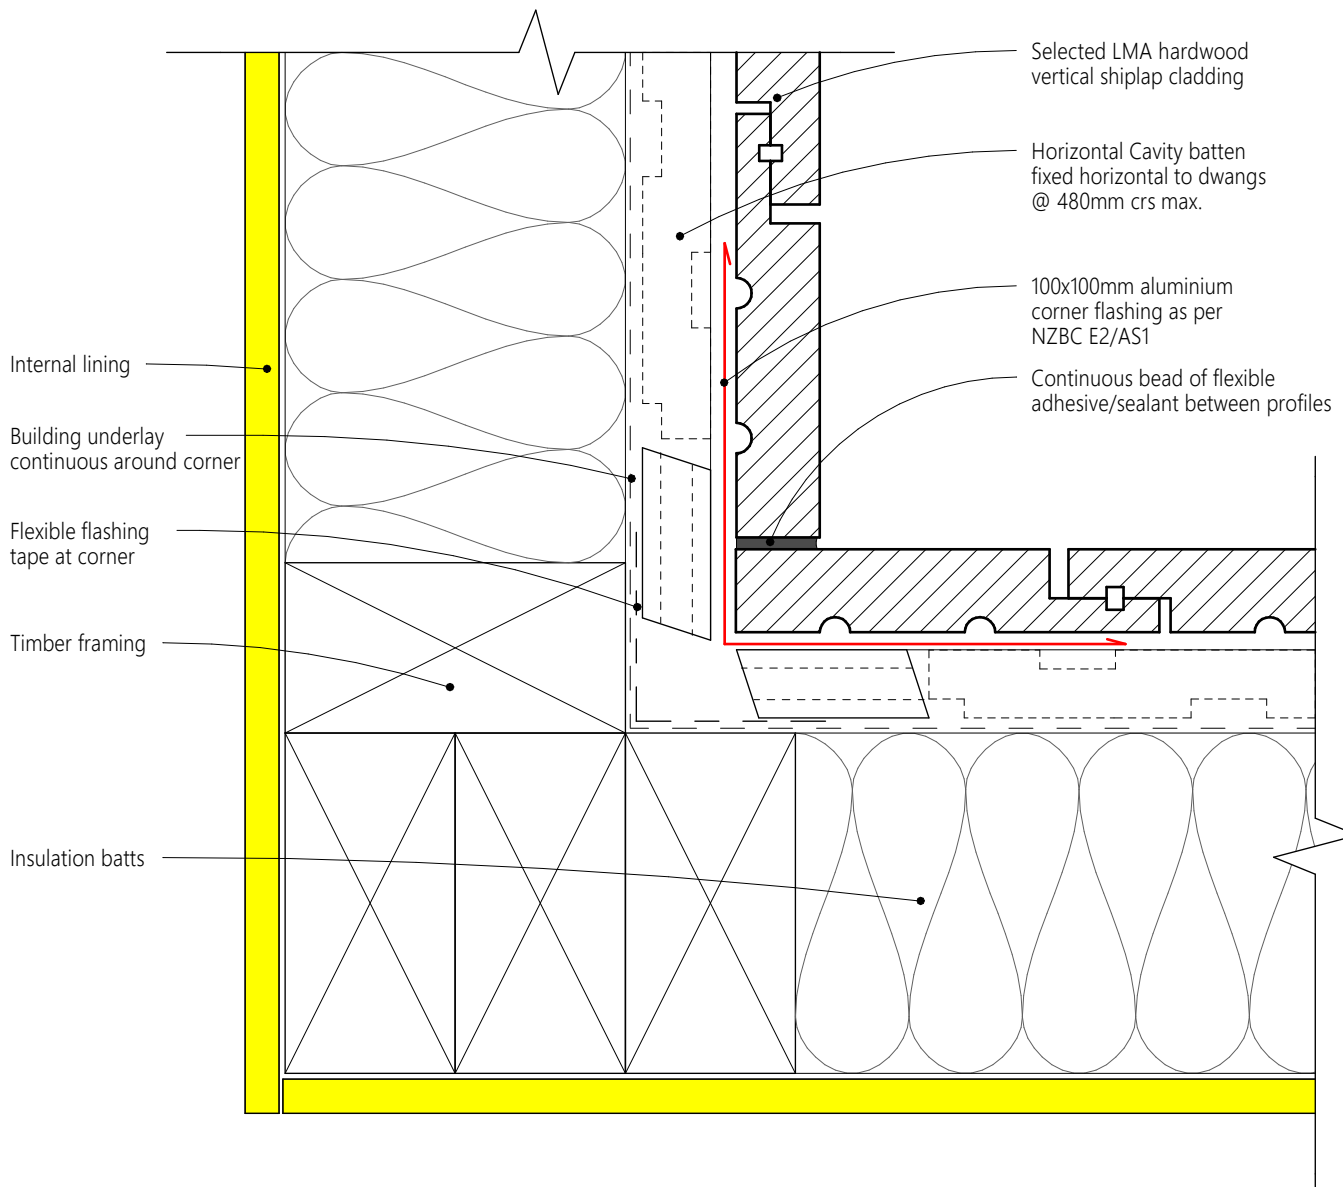 Selected LMA hardwood
vertical shiplap cladding
Horizontal Cavity batten
fixed horizontal to dwangs
@ 480mm crs max.
100x100mm aluminium
corner flashing as per
NZBC E2/AS1
Continuous bead of flexible
adhesive/sealant between profiles
Internal lining
Building underlay
continuous around corner
Flexible flashing
tape at corner
Timber framing
Insulation batts